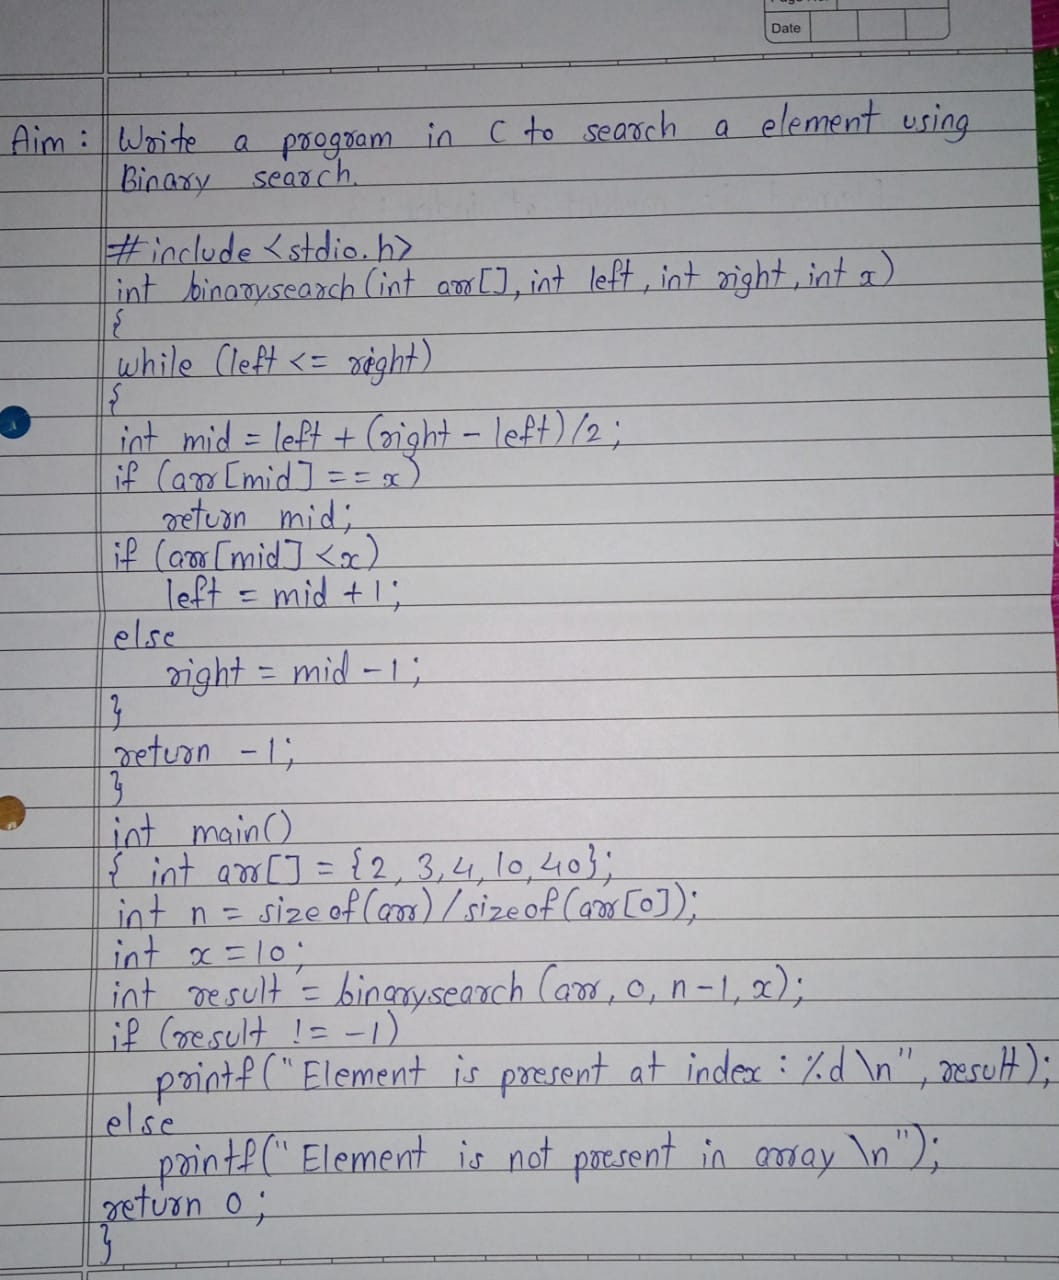 Date
Aim : Write a program in C to search a element using
Binary search.
#include <stdio.h>
int binarysearch (int arr[], int left, int right, int x)
{
while (left <= right)
{
int mid = left + (right - left)/2;
if (arr[mid] == x)
return mid;
if (arr[mid] <x)
left = mid +1;
else
right = mid -1;
}
return -1;
}
int main()
{ int arr[] = {2, 3, 4, 10, 40};
int n = sizeof(arr)/sizeof(arr[0]);
int x = 10;
int result = binarysearch (arr, 0, n-1, x);
if (result != -1)
printf("Element is present at index : %d \n", result);
else
printf("Element is not present in array \n");
return 0;
}